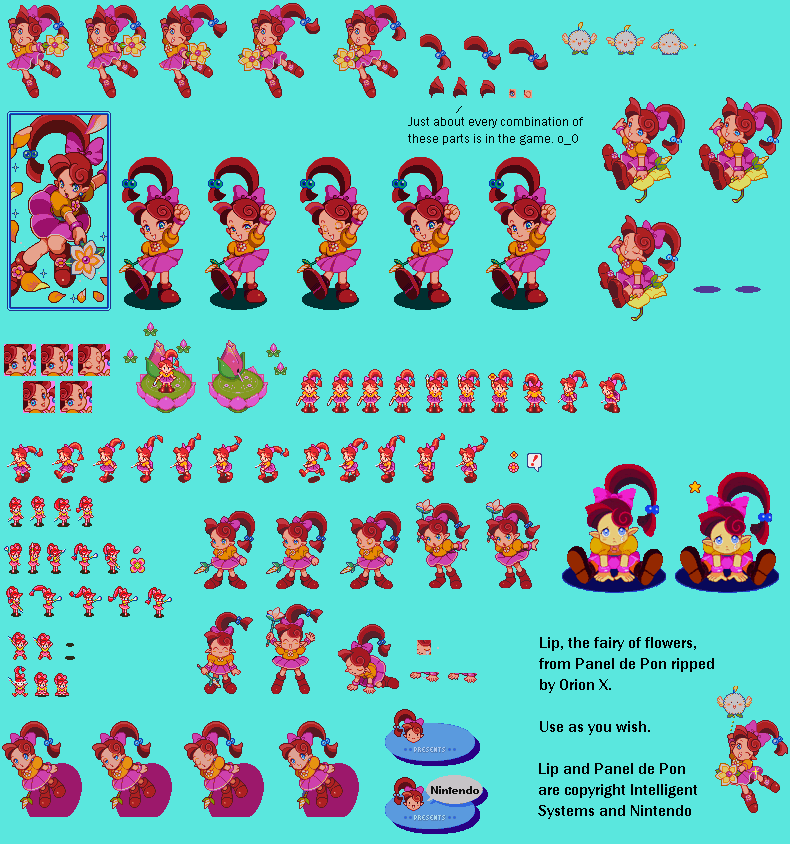 Just about every combination of
these parts is in the game. o_0
!
Lip, the fairy of flowers,
from Panel de Pon ripped
by Orion X.
Use as you wish.
PRESENTS
Nintendo
PRESENTS
Lip and Panel de Pon
are copyright Intelligent
Systems and Nintendo